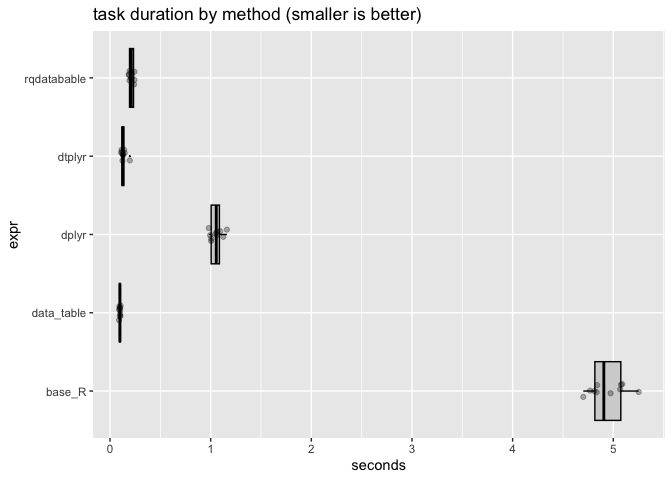 task duration by method (smaller is better)
expr
rqdatabable
dtplyr
dplyr
data_table
base_R
0 1 2 3 4 5
seconds